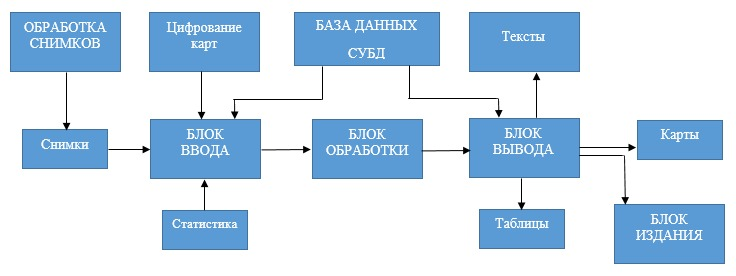 ОБРАБОТКА
СНИМКОВ
Цифрование
карт
БАЗА ДАННЫХ
СУБД
Тексты
Снимки
БЛОК
ВВОДА
БЛОК
ОБРАБОТКИ
БЛОК
ВЫВОДА
Карты
Статистика
Таблицы
БЛОК
ИЗДАНИЯ